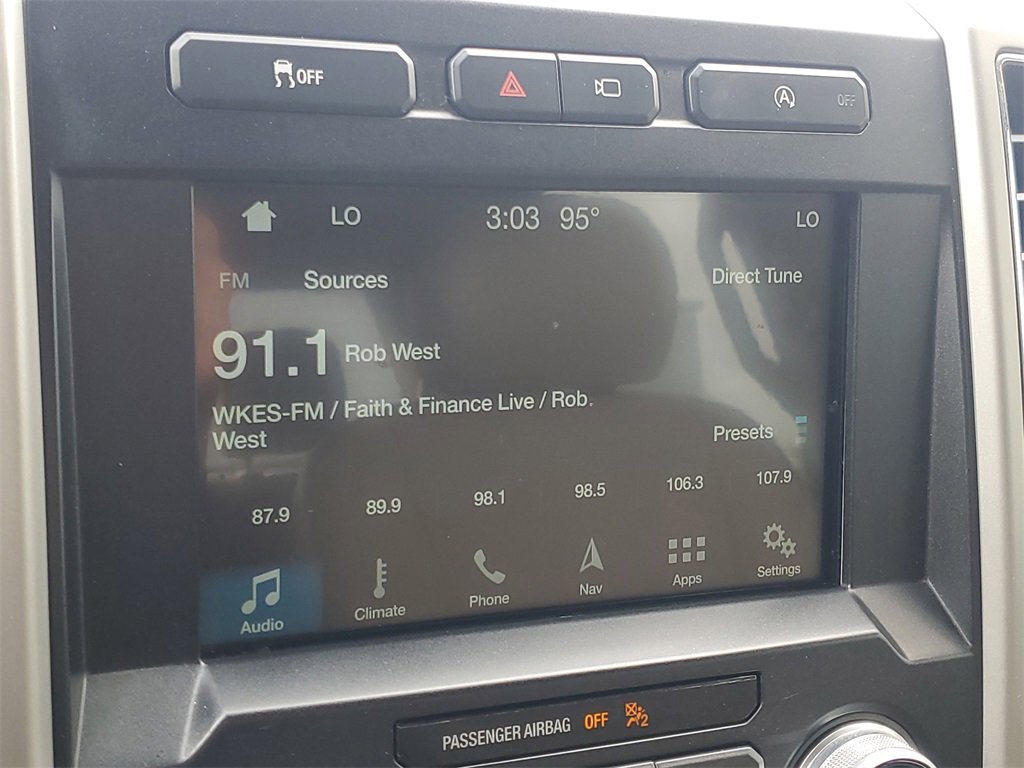 OFF
A OFF
LO 3:03 95° LO
FM Sources Direct Tune
91.1 Rob West
WKES-FM / Faith & Finance Live / Rob
West
Presets
87.9 89.9 98.1 98.5 106.3 107.9
Audio Climate Phone Nav Apps Settings
PASSENGER AIRBAG OFF 2